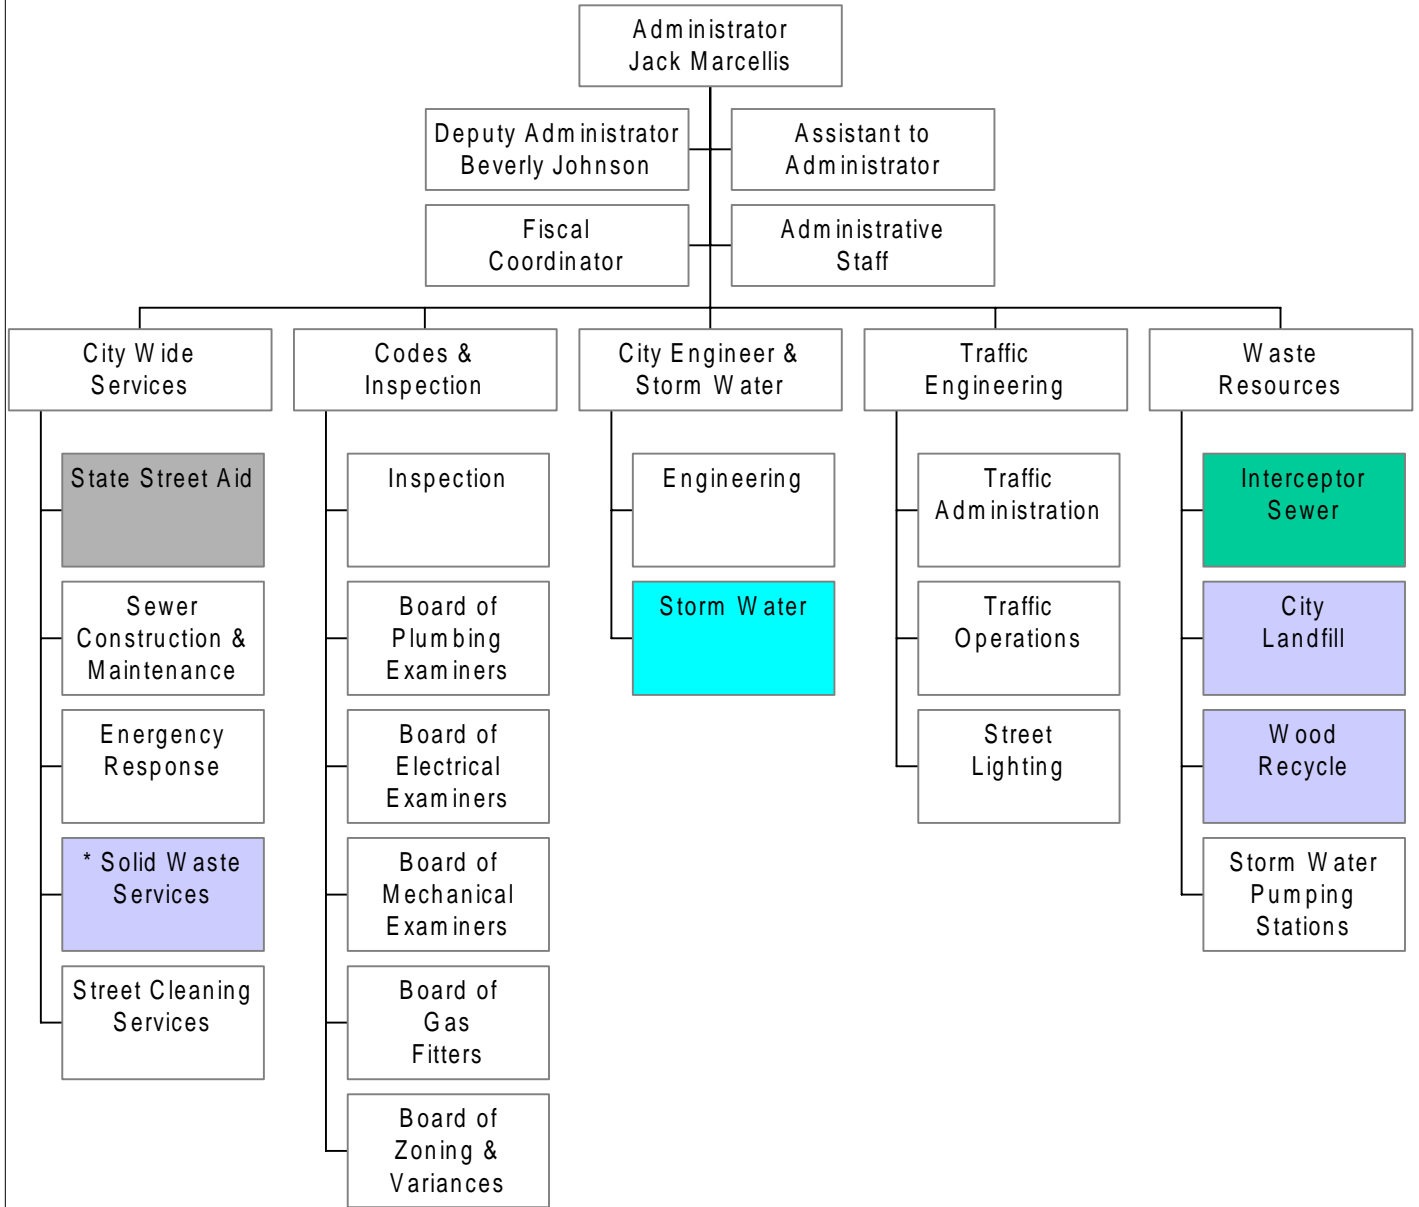 Administrator
Jack Marcellis
Deputy Administrator
Beverly Johnson
Assistant to
Administrator
Fiscal
Coordinator
Administrative
Staff
City Wide
Services
Codes &
Inspection
City Engineer &
Storm Water
Traffic
Engineering
Waste
Resources
State Street Aid
Sewer
Construction &
Maintenance
Energency
Response
* Solid Waste
Services
Street Cleaning
Services
Inspection
Board of
Plumbing
Examiners
Board of
Electrical
Examiners
Board of
Mechanical
Examiners
Board of
Gas
Fitters
Board of
Zoning &
Variances
Engineering
Storm Water
Traffic
Administration
Traffic
Operations
Street
Lighting
Interceptor
Sewer
City
Landfill
Wood
Recycle
Storm Water
Pumping
Stations